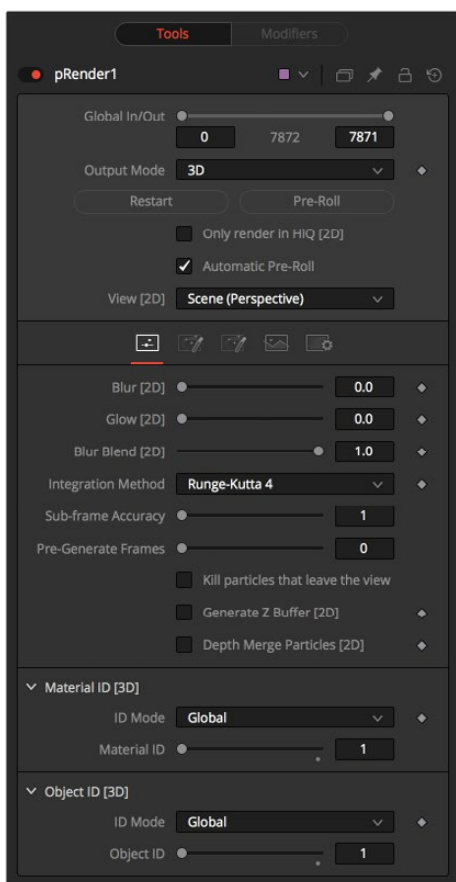 Tools Modifiers
pRender1
Global In/Out
0 7872 7871
Output Mode 3D
Restart Pre-Roll
Only render in HiQ [2D]
Automatic Pre-Roll
View [2D] Scene (Perspective)
Blur [2D] 0.0
Glow [2D] 0.0
Blur Blend [2D] 1.0
Integration Method Runge-Kutta 4
Sub-frame Accuracy 1
Pre-Generate Frames 0
Kill particles that leave the view
Generate Z Buffer [2D]
Depth Merge Particles [2D]
Material ID [3D]
ID Mode Global
Material ID 1
Object ID [3D]
ID Mode Global
Object ID 1